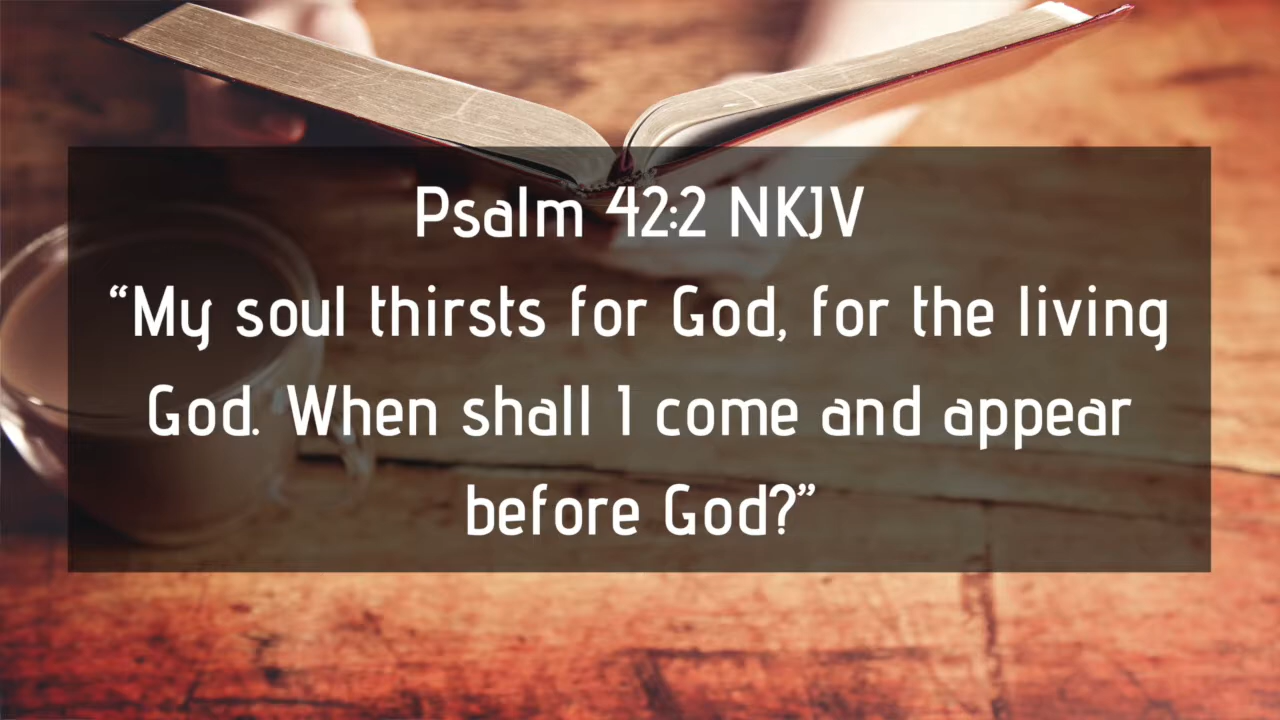 Psalm 42:2 NKJV
“My soul thirsts for God, for the living
God. When shall I come and appear
before God?”